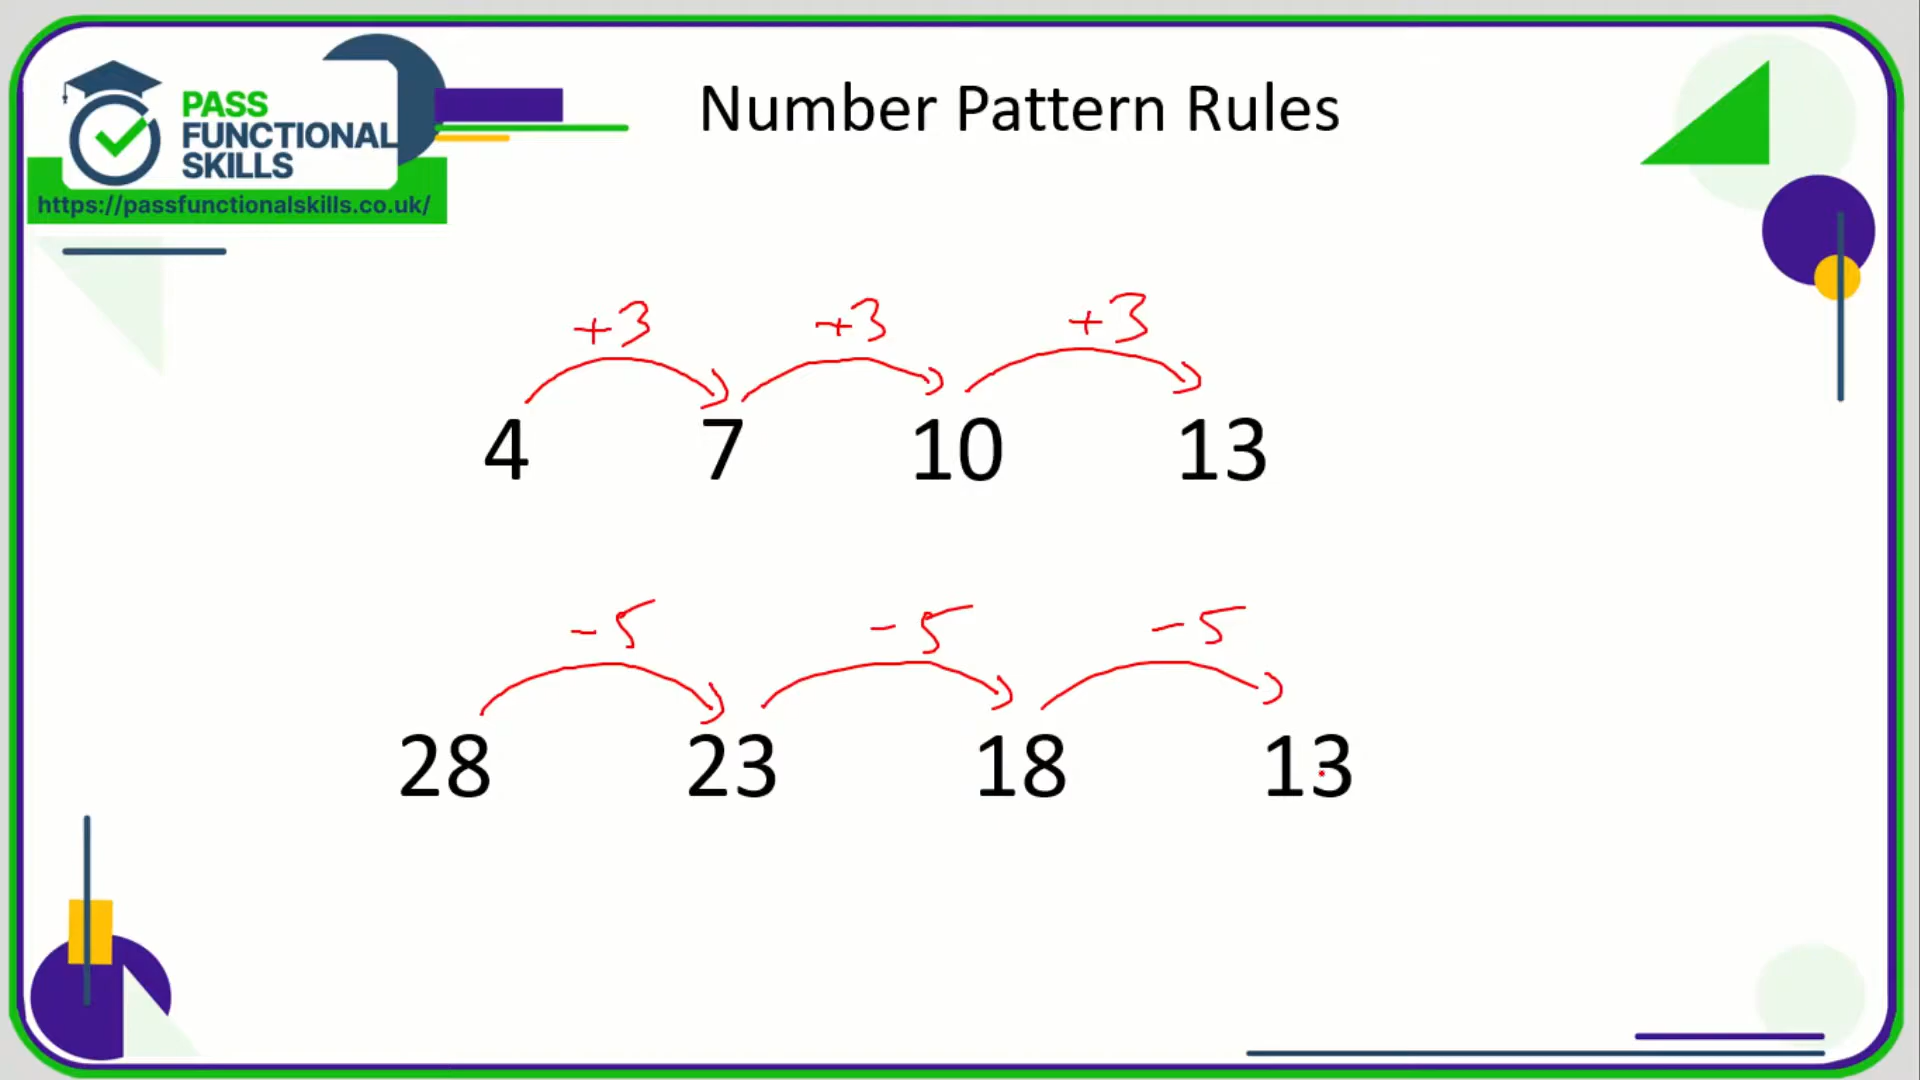 PASS
FUNCTIONAL
SKILLS
https://passfunctionalskills.co.uk/
Number Pattern Rules
+3 +3 +3
4 7 10 13
-5 -5 -5
28 23 18 13